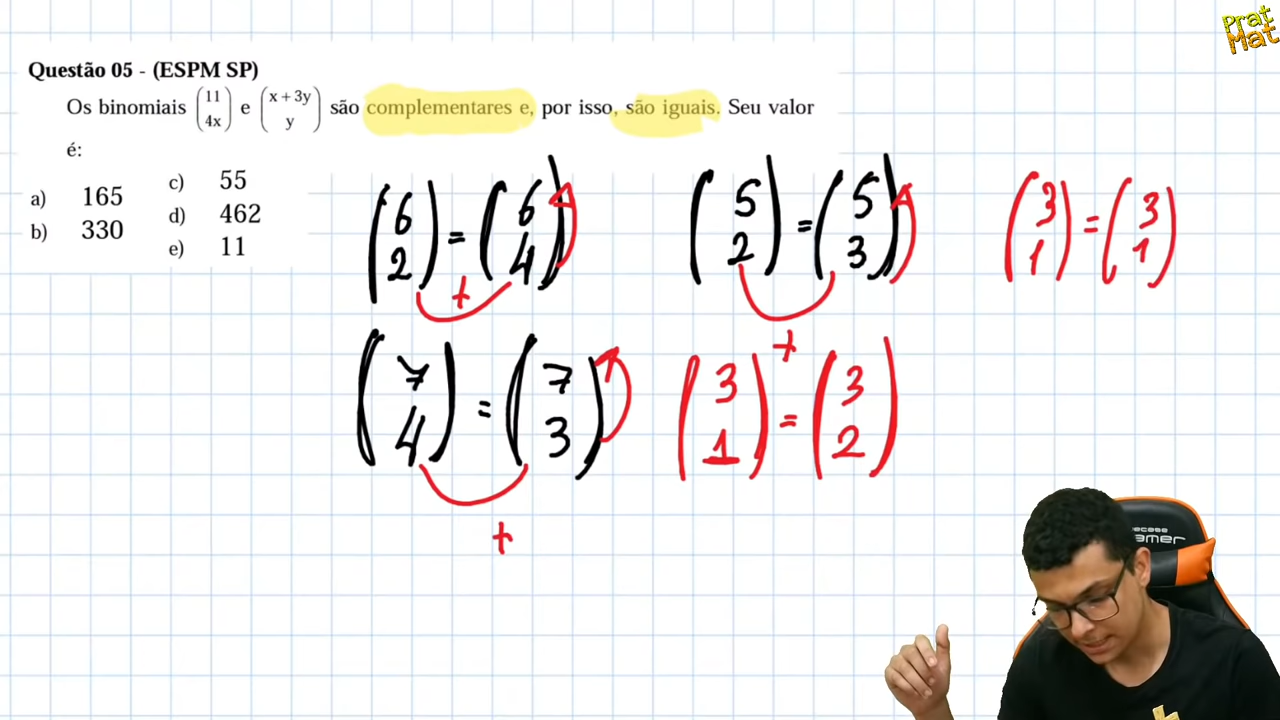 Prat
Mat
Questão 05 - (ESPM SP)
Os binomiais (11 4x) e (x + 3y y) são complementares e, por isso, são iguais. Seu valor
é:
a) 165
b) 330
c) 55
d) 462
e) 11
(6 2) = (6 4)
+
(5 2) = (5 3)
+
(3 1) = (3 1)
(7 4) = (7 3)
+
(3 1) = (3 2)